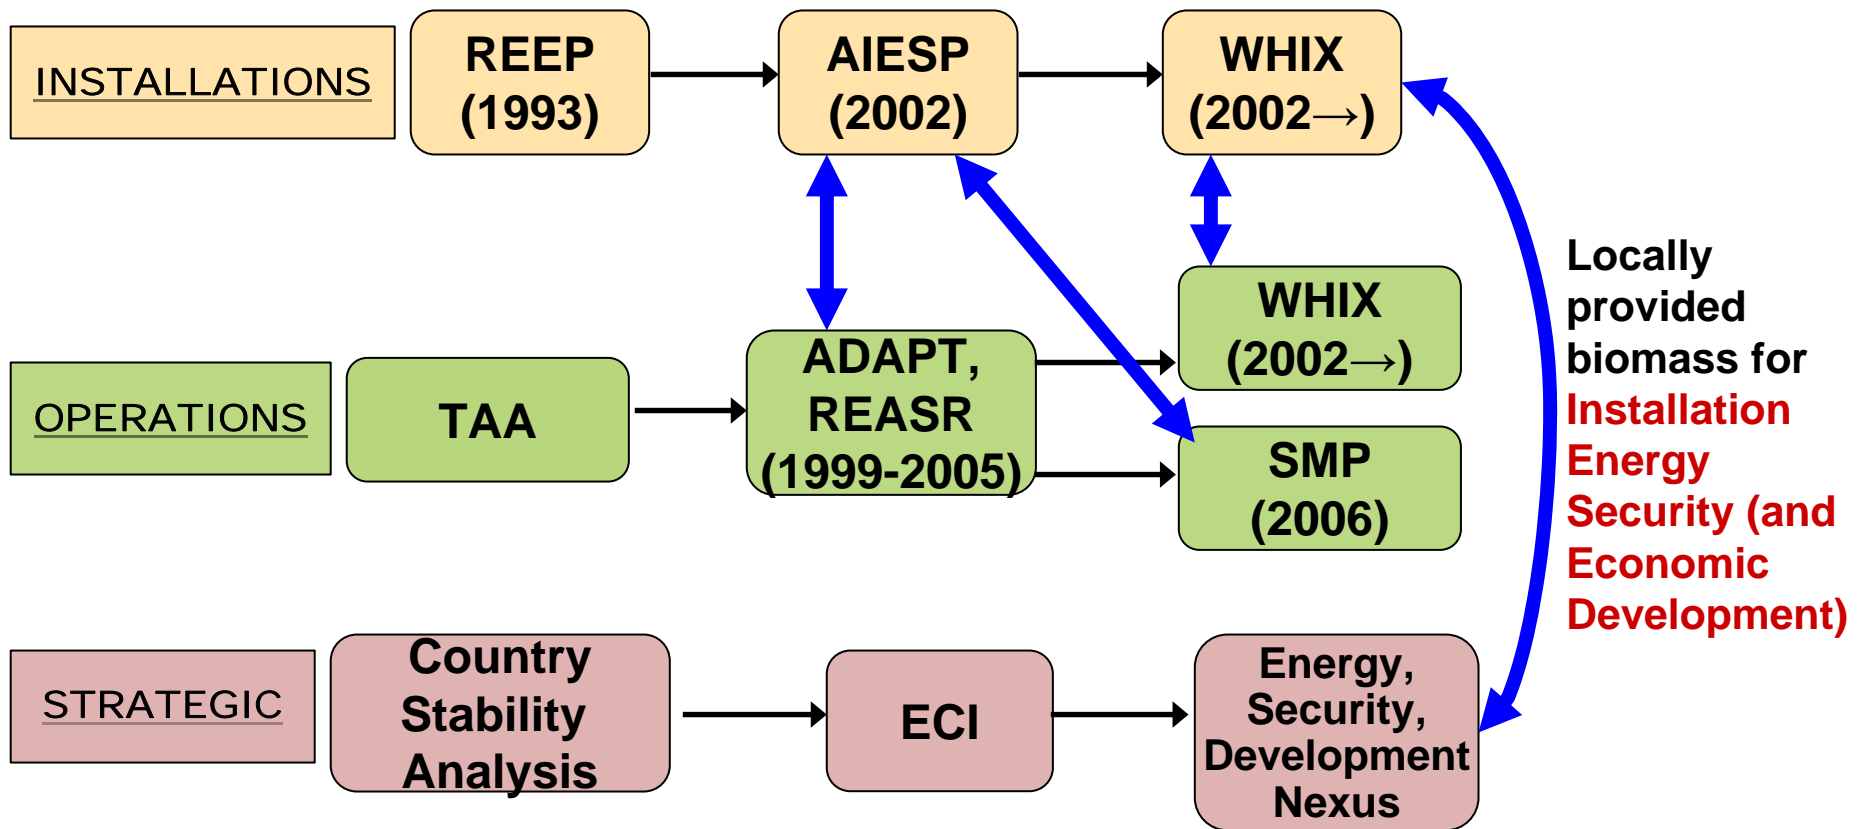 INSTALLATIONS
REEP
(1993)
AIESP
(2002)
WHIX
(2002→)
OPERATIONS
TAA
ADAPT,
REASR
(1999-2005)
WHIX
(2002→)
SMP
(2006)
STRATEGIC
Country
Stability
Analysis
ECI
Energy,
Security,
Development
Nexus
Locally
provided
biomass for
Installation
Energy
Security (and
Economic
Development)